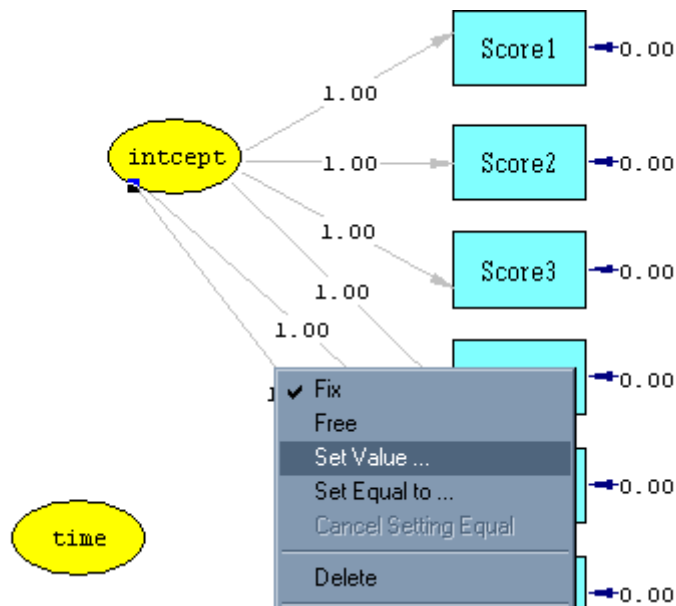 Score1
0.00
1.00
intcept
1.00
Score2
0.00
1.00
Score3
0.00
1.00
1.00
Fix
0.00
Free
Set Value ...
Set Equal to ...
0.00
Cancel Setting Equal
time
Delete
0.00